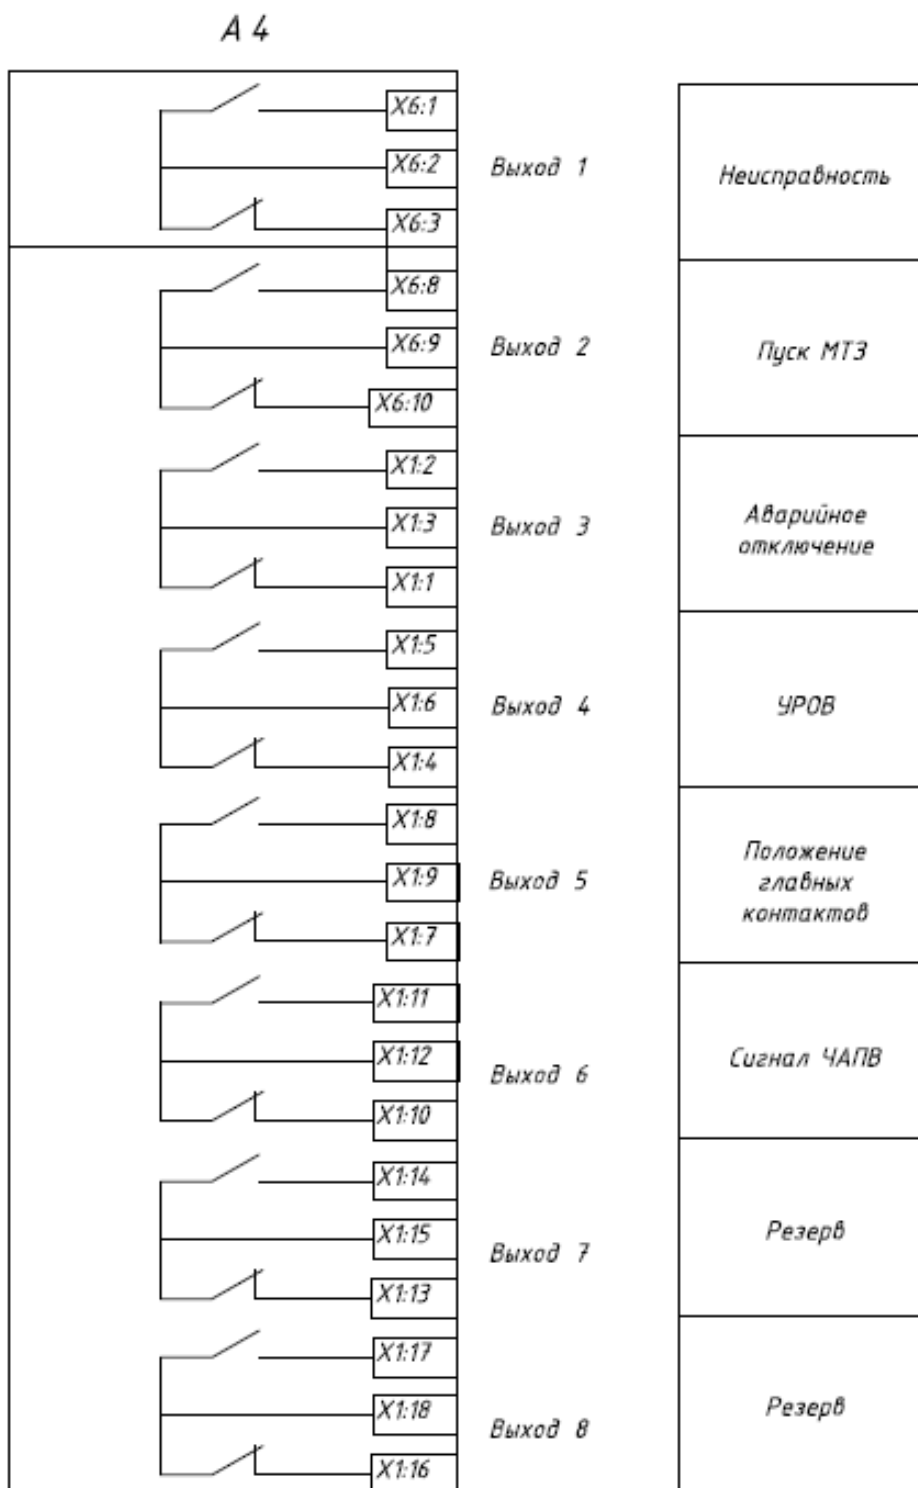 А 4
X6:1
X6:2
Выход 1
Неисправность
X6:3
X6:8
X6:9
Выход 2
Пуск МТЗ
X6:10
X1:2
X1:3
Выход 3
Аварийное
отключение
X1:1
X1:5
X1:6
Выход 4
УРОВ
X1:4
X1:8
X1:9
Выход 5
Положение
главных
контактов
X1:7
X1:11
X1:12
Выход 6
Сигнал ЧАПВ
X1:10
X1:14
X1:15
Выход 7
Резерв
X1:13
X1:17
X1:18
Выход 8
Резерв
X1:16